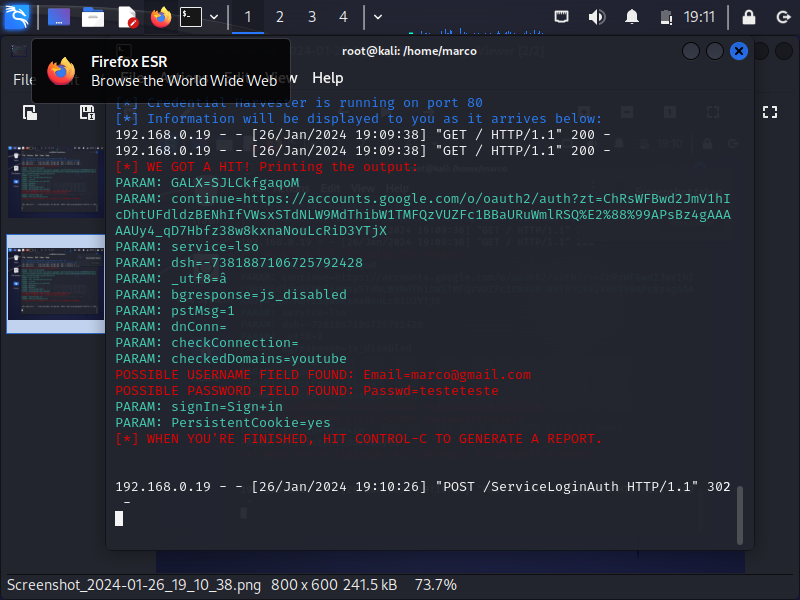 1 2 3 4 19:11
root@kali: /home/marco
Firefox ESR
Browse the World Wide Web
File View Help
[*] Credential harvester is running on port 80
[*] Information will be displayed to you as it arrives below:
192.168.0.19 - - [26/Jan/2024 19:09:38] "GET / HTTP/1.1" 200 -
192.168.0.19 - - [26/Jan/2024 19:09:38] "GET / HTTP/1.1" 200 -
[*] WE GOT A HIT! Printing the output:
PARAM: GALX=SJLCkfgaqoM
PARAM: continue=https://accounts.google.com/o/oauth2/auth?zt=ChRsWFBwd2JmV1hI
cDhtUFdldzBENhIfVWsxSTdNLW9MdThibW1TMFQzVUZFc1BBaURuWmlRSQ%E2%88%99APsBz4gAAA
AAUy4_qD7Hbfz38w8kxnaNouLcRiD3YTjX
PARAM: service=lso
PARAM: dsh=-7381887106725792428
PARAM: _utf8=â
PARAM: bgresponse=js_disabled
PARAM: pstMsg=1
PARAM: dnConn=
PARAM: checkConnection=
PARAM: checkedDomains=youtube
POSSIBLE USERNAME FIELD FOUND: Email=marco@gmail.com
POSSIBLE PASSWORD FIELD FOUND: Passwd=testeteste
PARAM: signIn=Sign+in
PARAM: PersistentCookie=yes
[*] WHEN YOU'RE FINISHED, HIT CONTROL-C TO GENERATE A REPORT.
192.168.0.19 - - [26/Jan/2024 19:10:26] "POST /ServiceLoginAuth HTTP/1.1" 302
-
Screenshot_2024-01-26_19_10_38.png 800 x 600 241.5 kB 73.7%